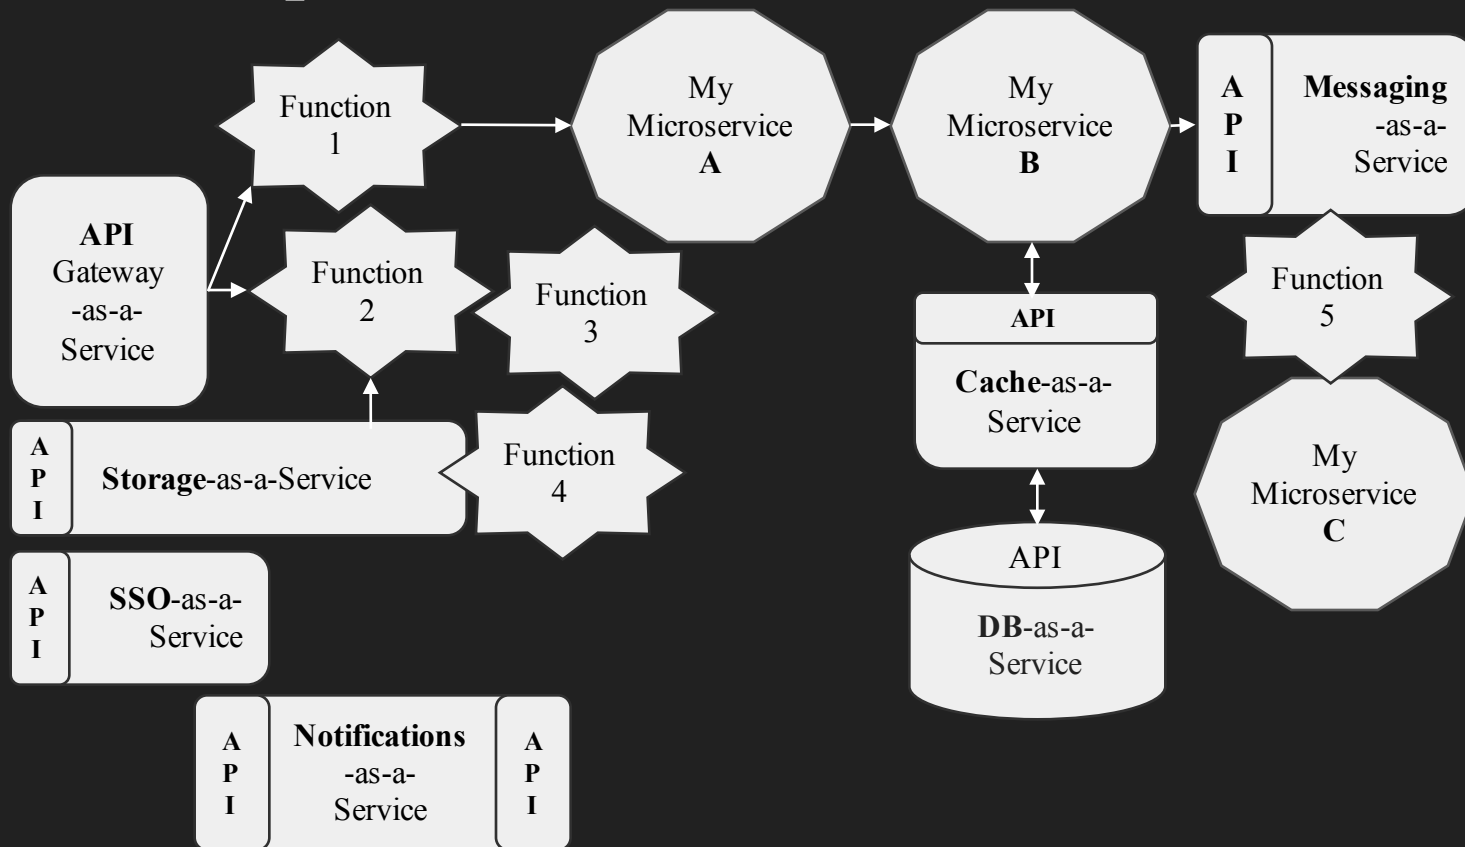 Function
1
My
Microservice
A
My
Microservice
B
A
P
I
Messaging
-as-a-
Service
API
Gateway
-as-a-
Service
Function
2
Function
3
Function
5
API
Cache-as-a-
Service
A
P
I
Storage-as-a-Service
Function
4
My
Microservice
C
API
DB-as-a-
Service
A
P
I
SSO-as-a-
Service
A
P
I
Notifications
-as-a-
Service
A
P
I